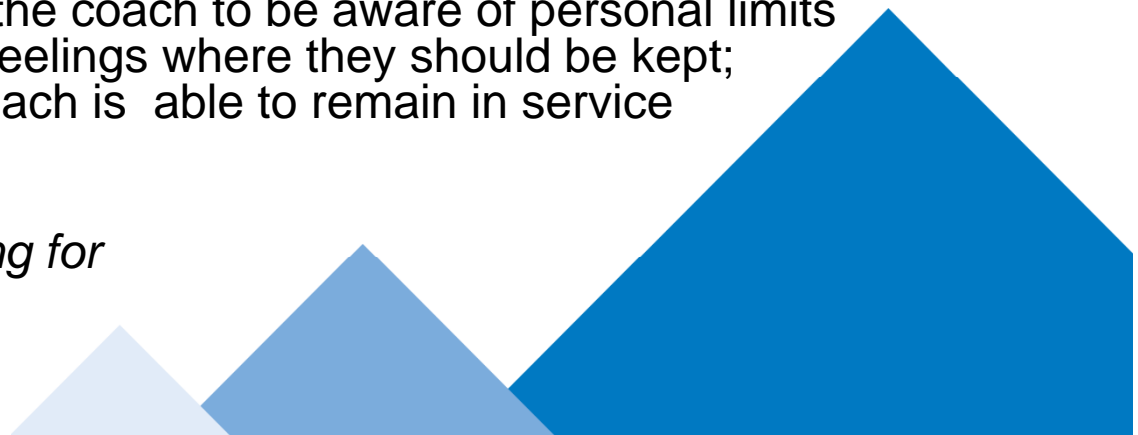 the coach to be aware of personal limits
eelings where they should be kept;
ach is  able to remain in service
ng for